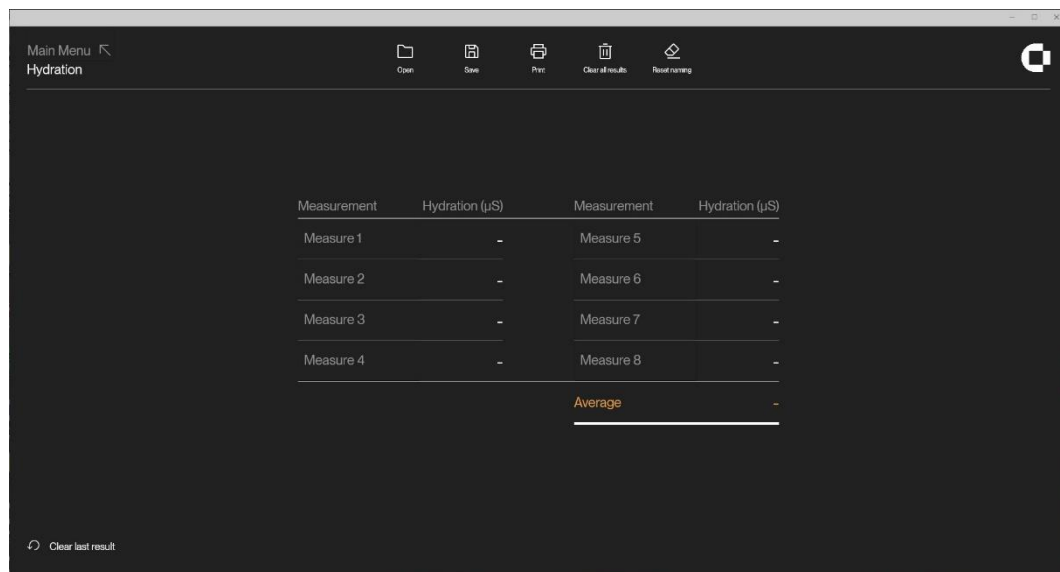 Main Menu
Hydration
Open Save Print Clear all results Reset naming
Measurement Hydration (µS) Measurement Hydration (µS)
Measure 1 - Measure 5 -
Measure 2 - Measure 6 -
Measure 3 - Measure 7 -
Measure 4 - Measure 8 -
Average -
Clear last result